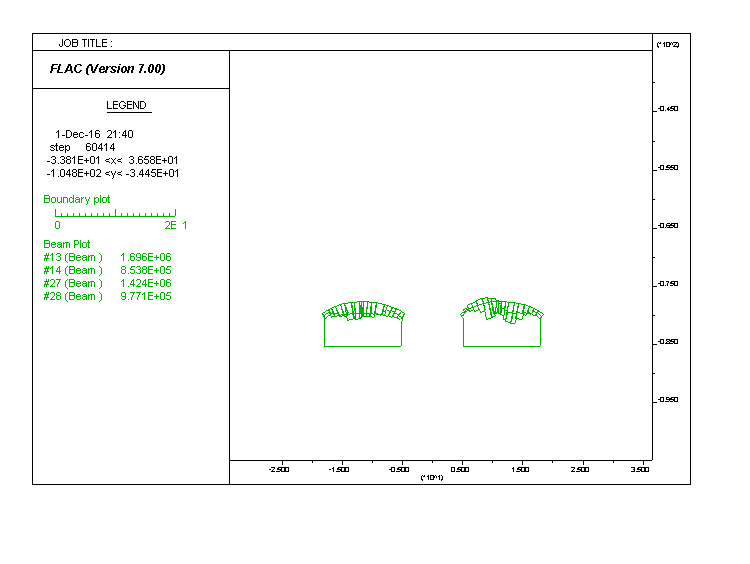 JOB TITLE :
(*10^2)
FLAC (Version 7.00)
LEGEND
1-Dec-16 21:40
step 60414
-3.381E+01 <x< 3.658E+01
-1.048E+02 <y< -3.445E+01
Boundary plot
0 2E 1
Beam Plot
#13 (Beam ) 1.696E+06
#14 (Beam ) 8.538E+05
#27 (Beam ) 1.424E+06
#28 (Beam ) 9.771E+05
-0.450
-0.550
-0.650
-0.750
-0.850
-0.950
-2.500 -1.500 -0.500 0.500 1.500 2.500 3.500
(*10^1)